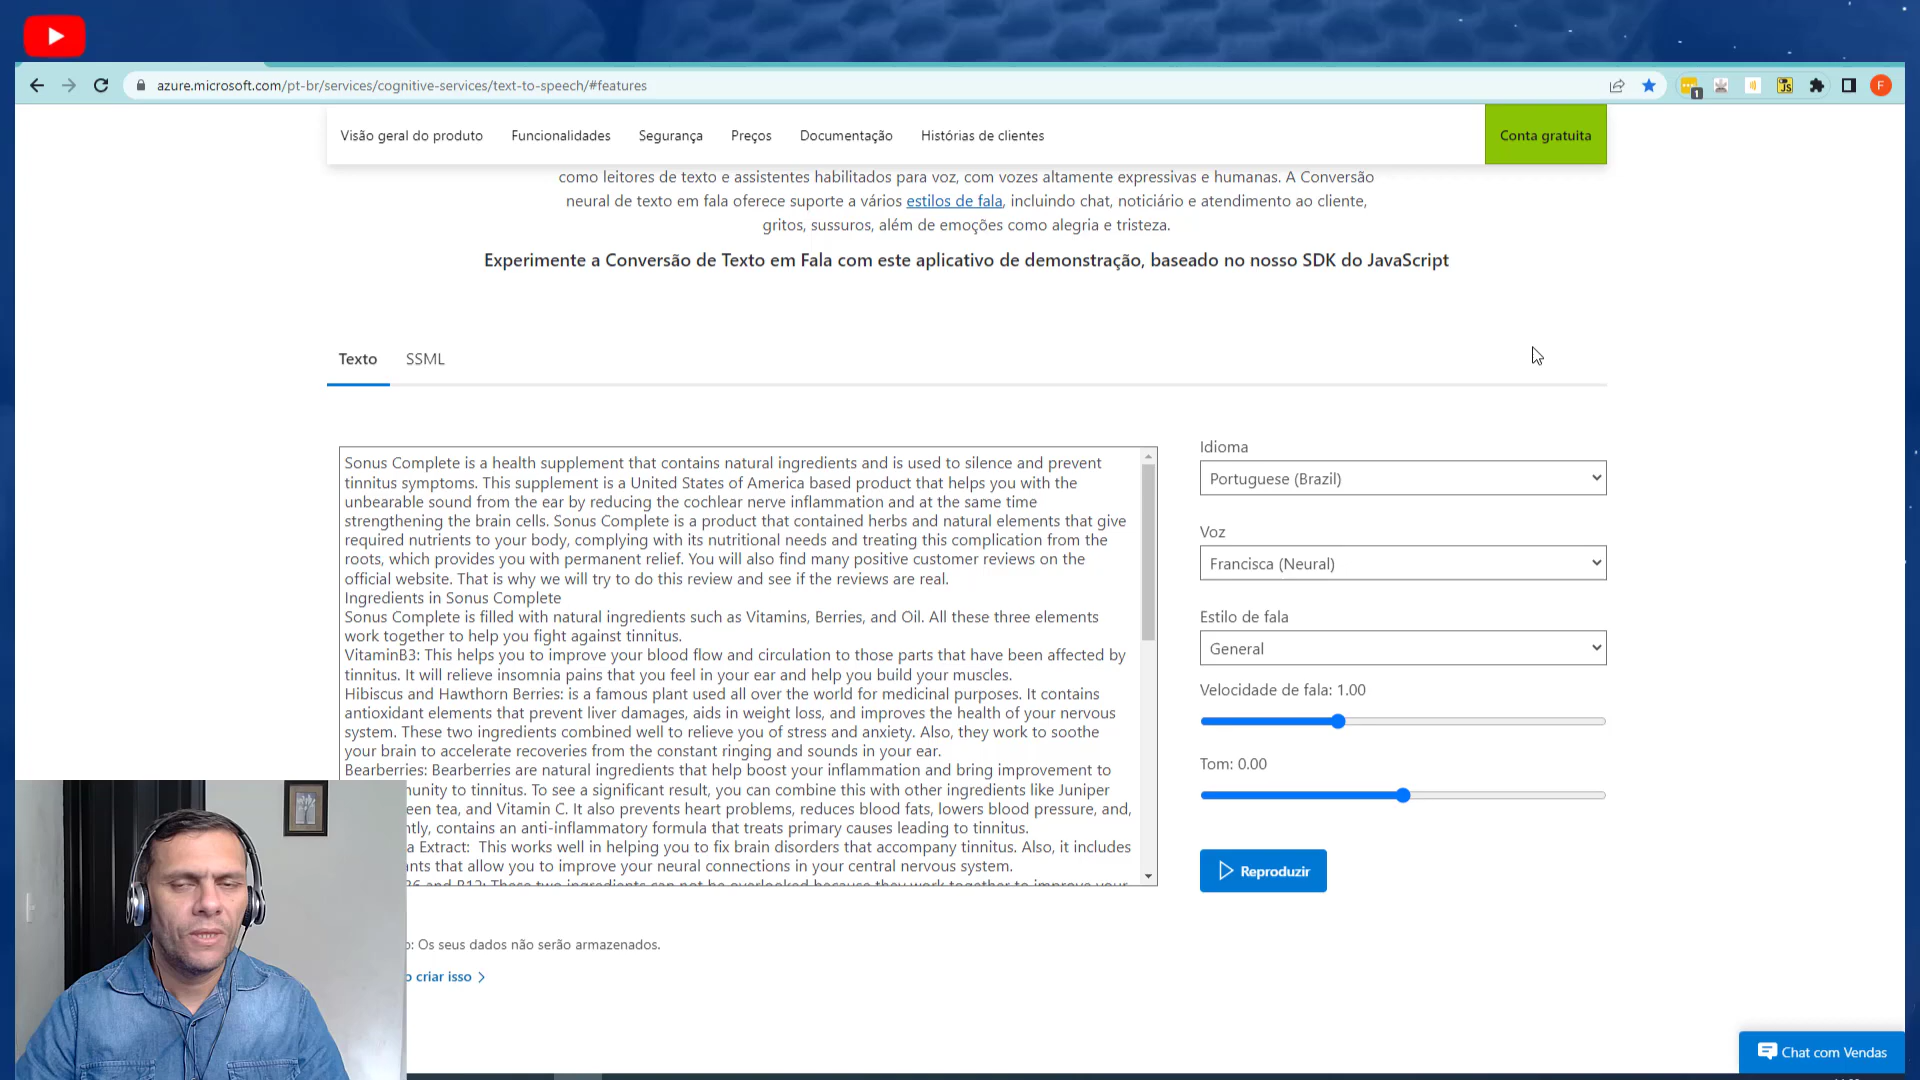 azure.microsoft.com/pt-br/services/cognitive-services/text-to-speech/#features
1
JS
F
Visão geral do produto
Funcionalidades
Segurança
Preços
Documentação
Histórias de clientes
Conta gratuita
como leitores de texto e assistentes habilitados para voz, com vozes altamente expressivas e humanas. A Conversão
neural de texto em fala oferece suporte a vários estilos de fala, incluindo chat, noticiário e atendimento ao cliente,
gritos, sussuros, além de emoções como alegria e tristeza.
Experimente a Conversão de Texto em Fala com este aplicativo de demonstração, baseado no nosso SDK do JavaScript
Texto
SSML
Sonus Complete is a health supplement that contains natural ingredients and is used to silence and prevent
tinnitus symptoms. This supplement is a United States of America based product that helps you with the
unbearable sound from the ear by reducing the cochlear nerve inflammation and at the same time
strengthening the brain cells. Sonus Complete is a product that contained herbs and natural elements that give
required nutrients to your body, complying with its nutritional needs and treating this complication from the
roots, which provides you with permanent relief. You will also find many positive customer reviews on the
official website. That is why we will try to do this review and see if the reviews are real.
Ingredients in Sonus Complete
Sonus Complete is filled with natural ingredients such as Vitamins, Berries, and Oil. All these three elements
work together to help you fight against tinnitus.
VitaminB3: This helps you to improve your blood flow and circulation to those parts that have been affected by
tinnitus. It will relieve insomnia pains that you feel in your ear and help you build your muscles.
Hibiscus and Hawthorn Berries: is a famous plant used all over the world for medicinal purposes. It contains
antioxidant elements that prevent liver damages, aids in weight loss, and improves the health of your nervous
system. These two ingredients combined well to relieve you of stress and anxiety. Also, they work to soothe
your brain to accelerate recoveries from the constant ringing and sounds in your ear.
Bearberries: Bearberries are natural ingredients that help boost your inflammation and bring improvement to
unity to tinnitus. To see a significant result, you can combine this with other ingredients like Juniper
een tea, and Vitamin C. It also prevents heart problems, reduces blood fats, lowers blood pressure, and,
ntly, contains an anti-inflammatory formula that treats primary causes leading to tinnitus.
a Extract: This works well in helping you to fix brain disorders that accompany tinnitus. Also, it includes
nts that allow you to improve your neural connections in your central nervous system.
B6 and B12: These two ingredients can not be overlooked because they work together to improve your
Idioma
Portuguese (Brazil)
Voz
Francisca (Neural)
Estilo de fala
General
Velocidade de fala: 1.00
Tom: 0.00
Reproduzir
o: Os seus dados não serão armazenados.
o criar isso
Chat com Vendas